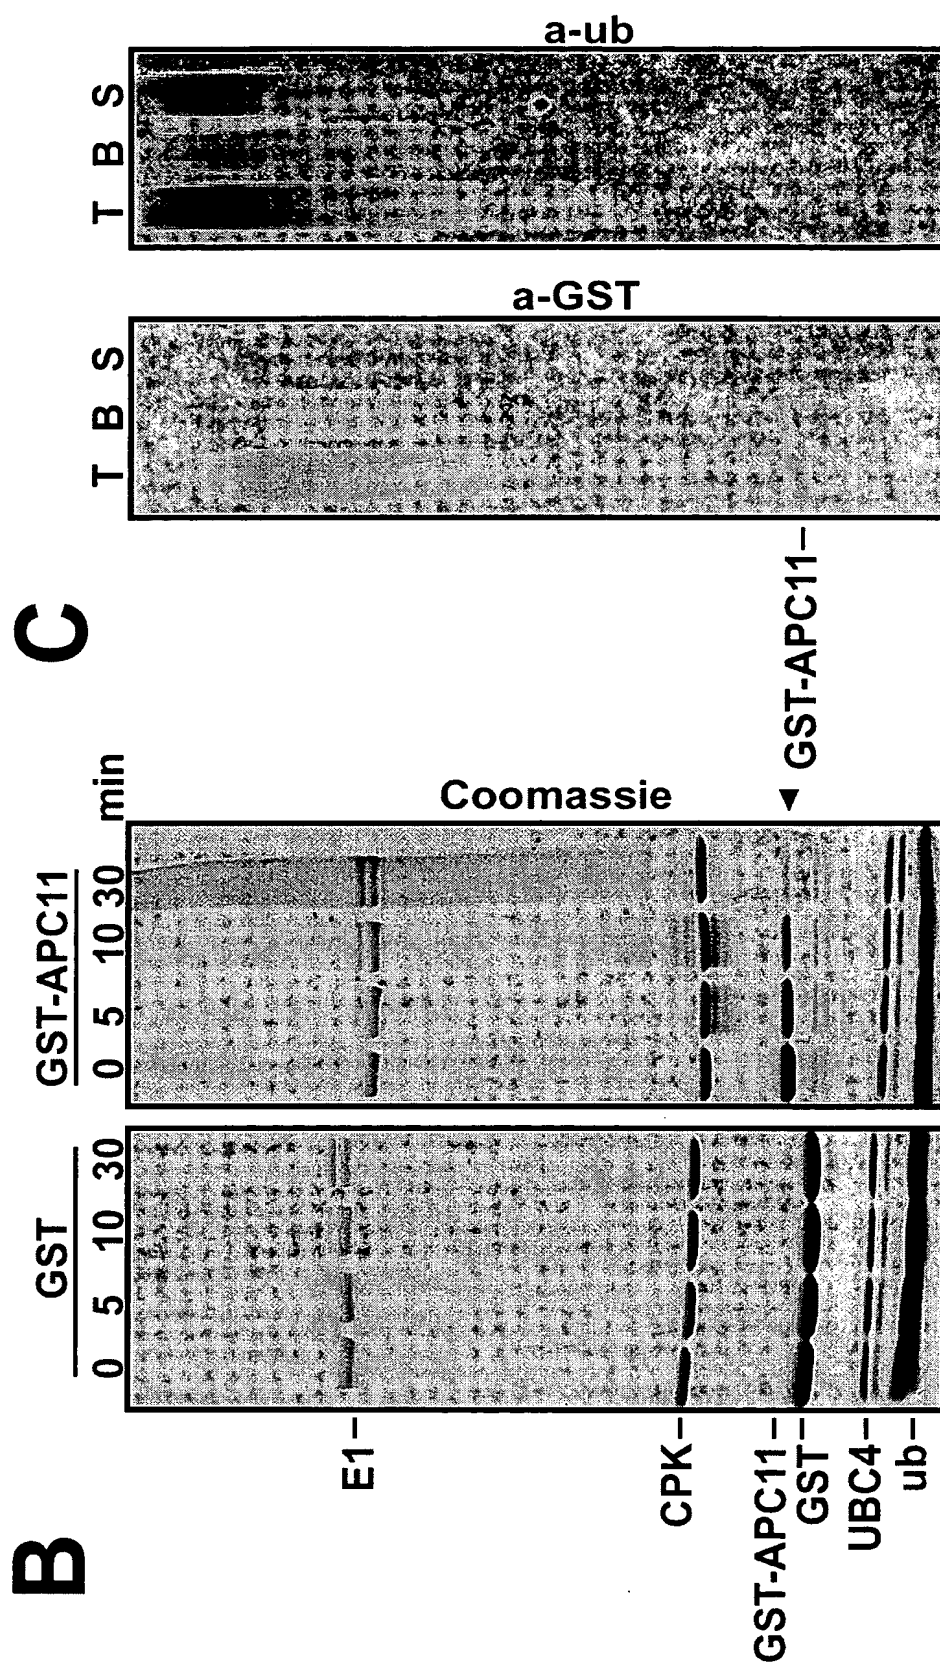 B
GST
GST-APC11
0 5 10 30 0 5 10 30 min
E1
CPK
GST-APC11
GST
UBC4
ub
Coomassie
C
T B S
T B S
GST-APC11
a-GST
a-ub